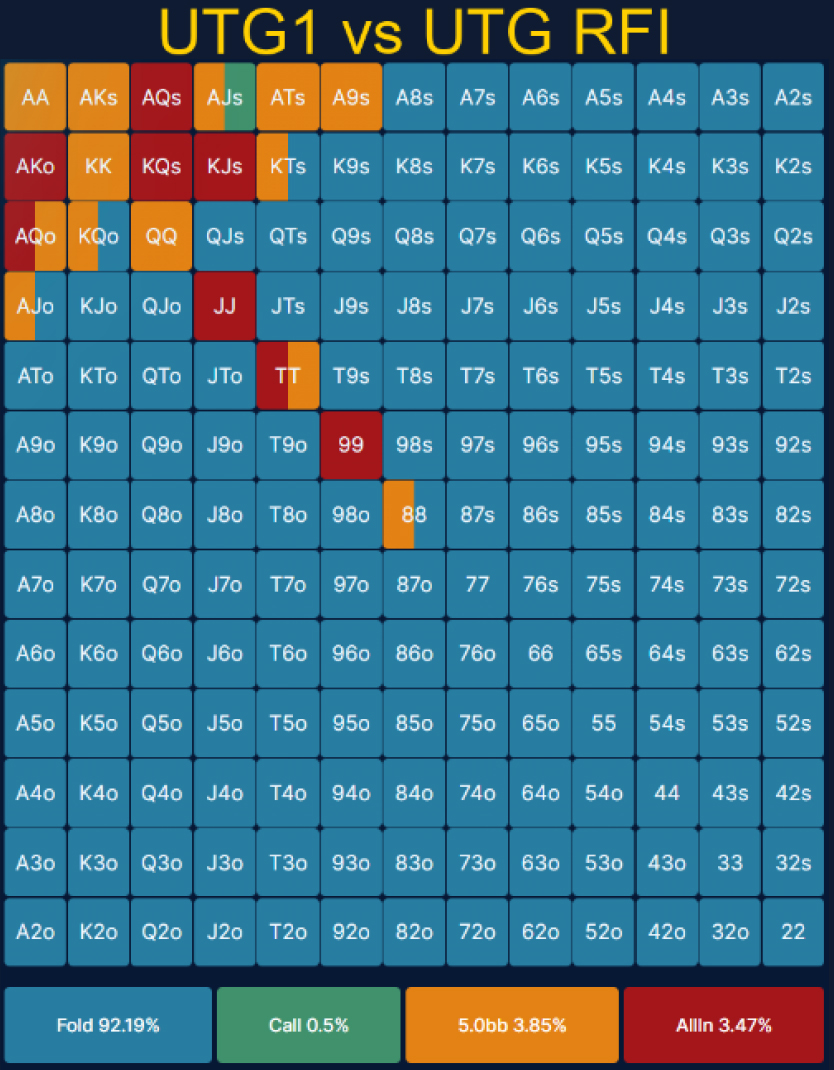 UTG1 vs UTG RFI
AA AKs AQs AJs ATs A9s A8s A7s A6s A5s A4s A3s A2s
AKo KK KQs KJs KTs K9s K8s K7s K6s K5s K4s K3s K2s
AQo KQo QQ QJs QTs Q9s Q8s Q7s Q6s Q5s Q4s Q3s Q2s
AJo KJo QJo JJ JTs J9s J8s J7s J6s J5s J4s J3s J2s
ATo KTo QTo JTo TT T9s T8s T7s T6s T5s T4s T3s T2s
A9o K9o Q9o J9o T9o 99 98s 97s 96s 95s 94s 93s 92s
A8o K8o Q8o J8o T8o 98o 88 87s 86s 85s 84s 83s 82s
A7o K7o Q7o J7o T7o 97o 87o 77 76s 75s 74s 73s 72s
A6o K6o Q6o J6o T6o 96o 86o 76o 66 65s 64s 63s 62s
A5o K5o Q5o J5o T5o 95o 85o 75o 65o 55 54s 53s 52s
A4o K4o Q4o J4o T4o 94o 84o 74o 64o 54o 44 43s 42s
A3o K3o Q3o J3o T3o 93o 83o 73o 63o 53o 43o 33 32s
A2o K2o Q2o J2o T2o 92o 82o 72o 62o 52o 42o 32o 22
Fold 92.19% Call 0.5% 5.0bb 3.85% AllIn 3.47%